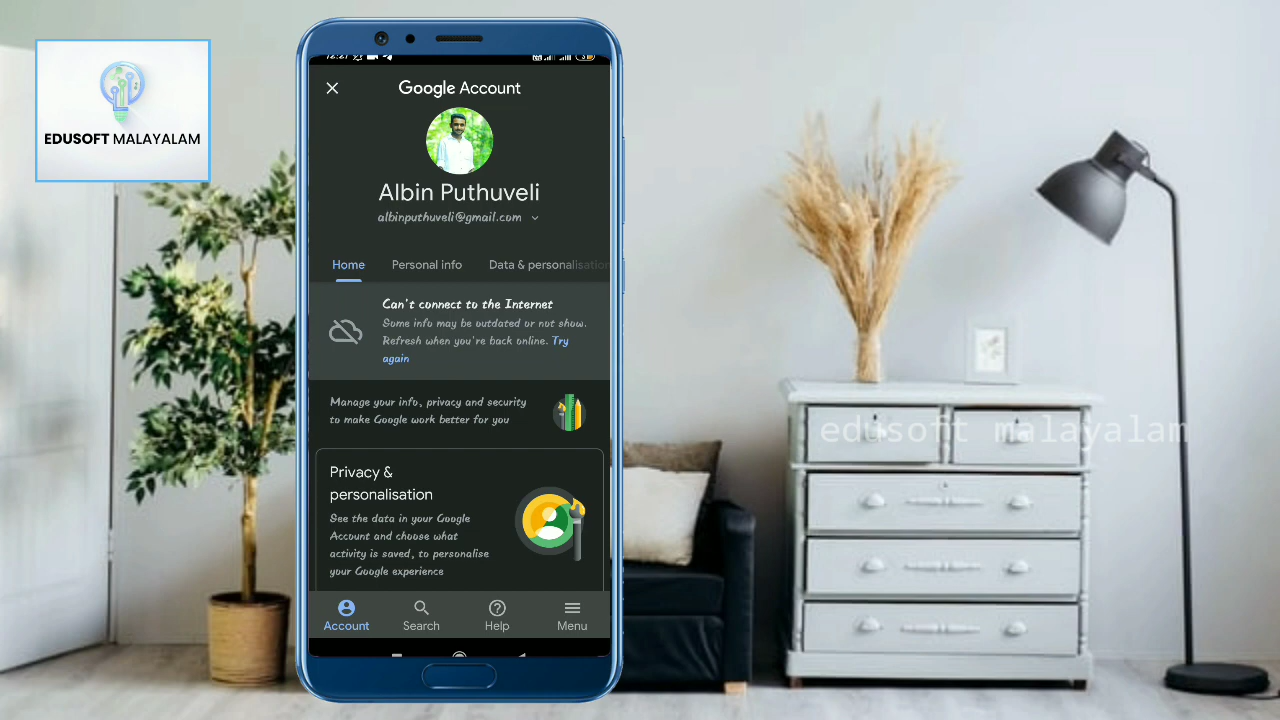 EDUSOFT MALAYALAM
12:27
Google Account
Albin Puthuveli
albinputhuveli@gmail.com
Home Personal info Data & personalisation
Can't connect to the Internet
Some info may be outdated or not show.
Refresh when you're back online. Try
again
Manage your info, privacy and security
to make Google work better for you
Privacy &
personalisation
See the data in your Google
Account and choose what
activity is saved, to personalise
your Google experience
Account Search Help Menu
edusoft malayalam